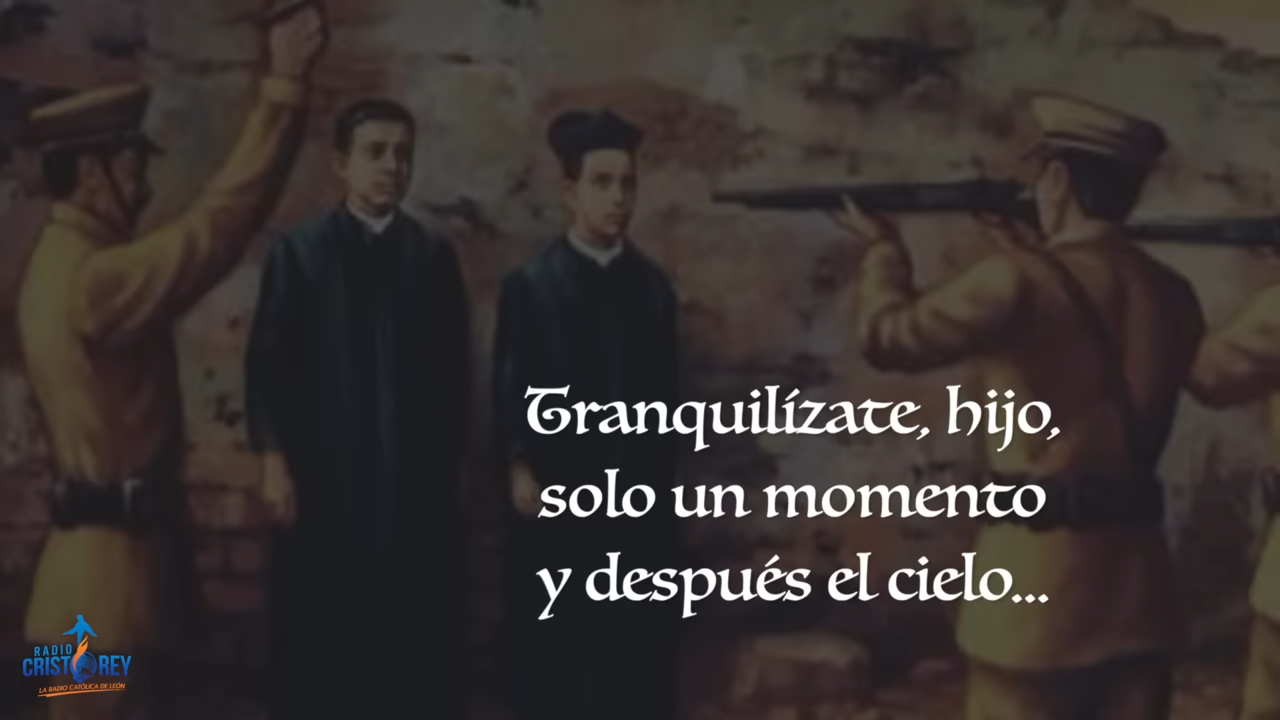 Tranquilízate, hijo,
solo un momento
y después el cielo...
RADIO
CRISTO REY
LA RADIO CATÓLICA DE LEÓN